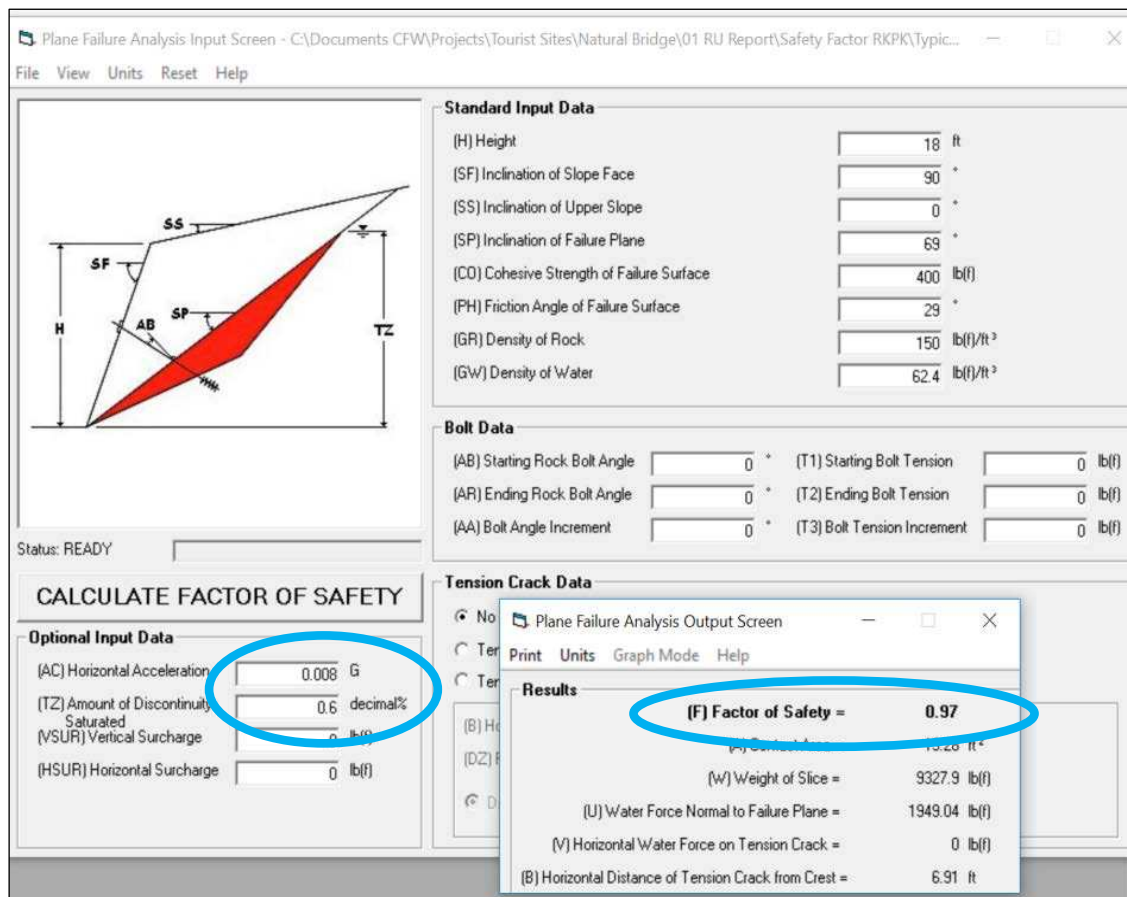 Plane Failure Analysis Input Screen - C:\Documents CFW\Projects\Tourist Sites\Natural Bridge\01 RU Report\Safety Factor RKPK\Typic...
File View Units Reset Help
SS
SF
H
AB
SP
TZ
Status: READY
CALCULATE FACTOR OF SAFETY
Optional Input Data
(AC) Horizontal Acceleration 0.008 G
(TZ) Amount of Discontinuity 0.6 decimal%
Saturated
(VSUR) Vertical Surcharge lb(f)
(HSUR) Horizontal Surcharge 0 lb(f)
Standard Input Data
(H) Height 18 ft
(SF) Inclination of Slope Face 90 °
(SS) Inclination of Upper Slope 0 °
(SP) Inclination of Failure Plane 69 °
(CO) Cohesive Strength of Failure Surface 400 lb(f)
(PH) Friction Angle of Failure Surface 29 °
(GR) Density of Rock 150 lb(f)/ft³
(GW) Density of Water 62.4 lb(f)/ft³
Bolt Data
(AB) Starting Rock Bolt Angle 0 ° (T1) Starting Bolt Tension 0 lb(f)
(AR) Ending Rock Bolt Angle 0 ° (T2) Ending Bolt Tension 0 lb(f)
(AA) Bolt Angle Increment 0 ° (T3) Bolt Tension Increment 0 lb(f)
Tension Crack Data
No
Ter
Ter
(B) Ho
(DZ)
D
Plane Failure Analysis Output Screen
Print Units Graph Mode Help
Results
(F) Factor of Safety = 0.97
(W) Weight of Slice = 9327.9 lb(f)
(U) Water Force Normal to Failure Plane = 1949.04 lb(f)
(V) Horizontal Water Force on Tension Crack = 0 lb(f)
(B) Horizontal Distance of Tension Crack from Crest = 6.91 ft